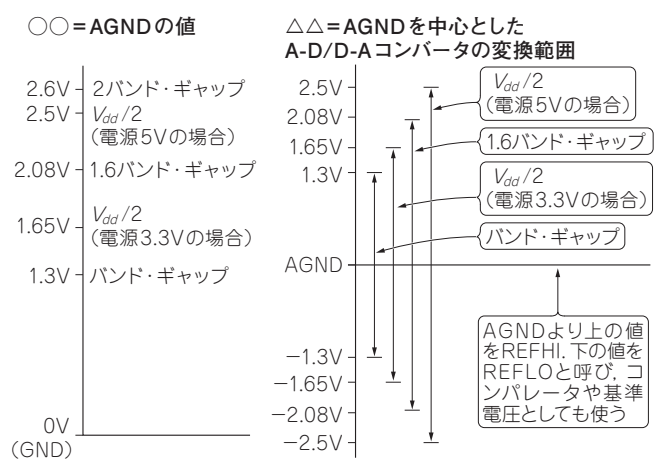 ○○=AGNDの値
2.6V
2バンド・ギャップ
2.5V
Vdd/2
(電源5Vの場合)
2.08V
1.6バンド・ギャップ
1.65V
Vdd/2
(電源3.3Vの場合)
1.3V
バンド・ギャップ
0V
(GND)
△△=AGNDを中心とした
A-D/D-Aコンバータの変換範囲
2.5V
2.08V
1.65V
1.3V
AGND
−1.3V
−1.65V
−2.08V
−2.5V
Vdd/2
(電源5Vの場合)
1.6バンド・ギャップ
Vdd/2
(電源3.3Vの場合)
バンド・ギャップ
AGNDより上の値
をREFHI，下の値を
REFLOと呼び，コ
ンパレータや基準
電圧としても使う